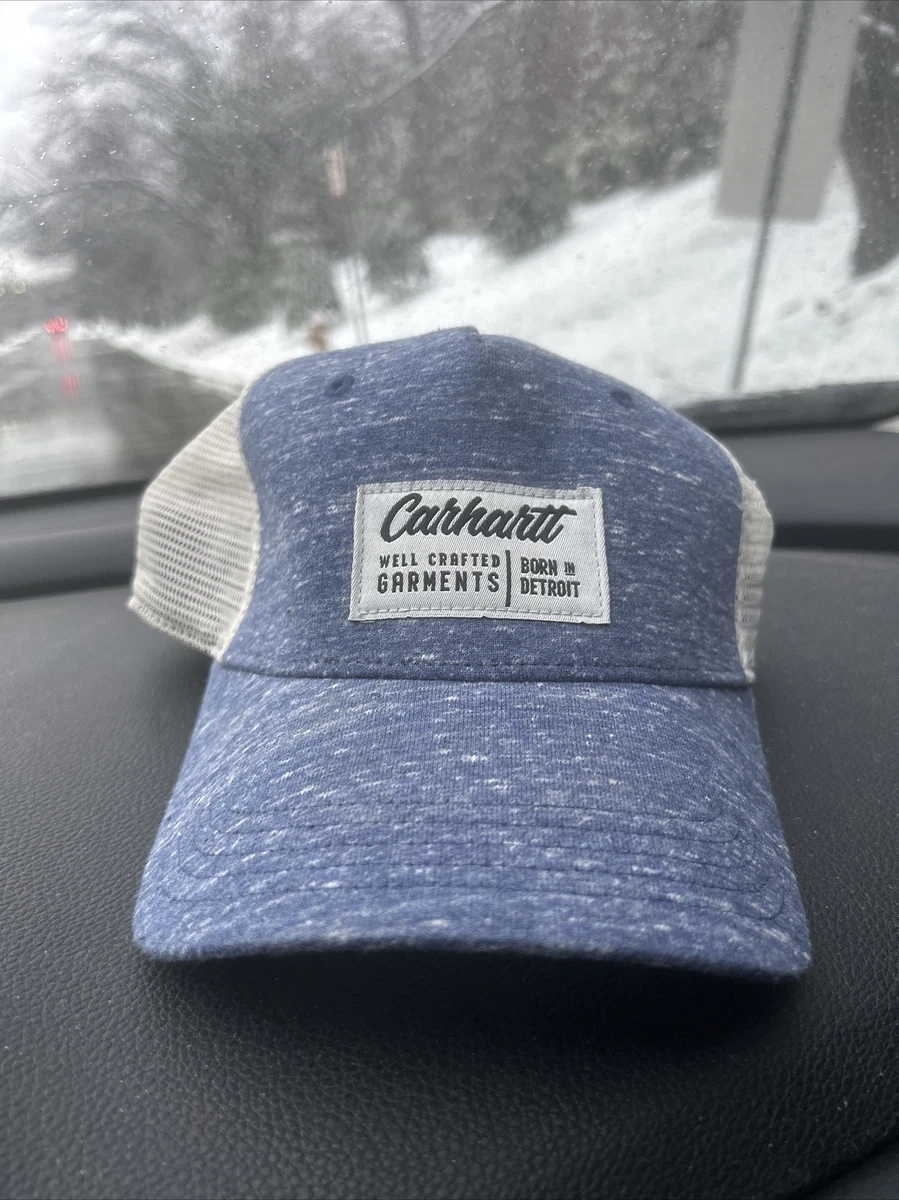 Carhartt
WELL CRAFTED
GARMENTS
BORN IN
DETROIT